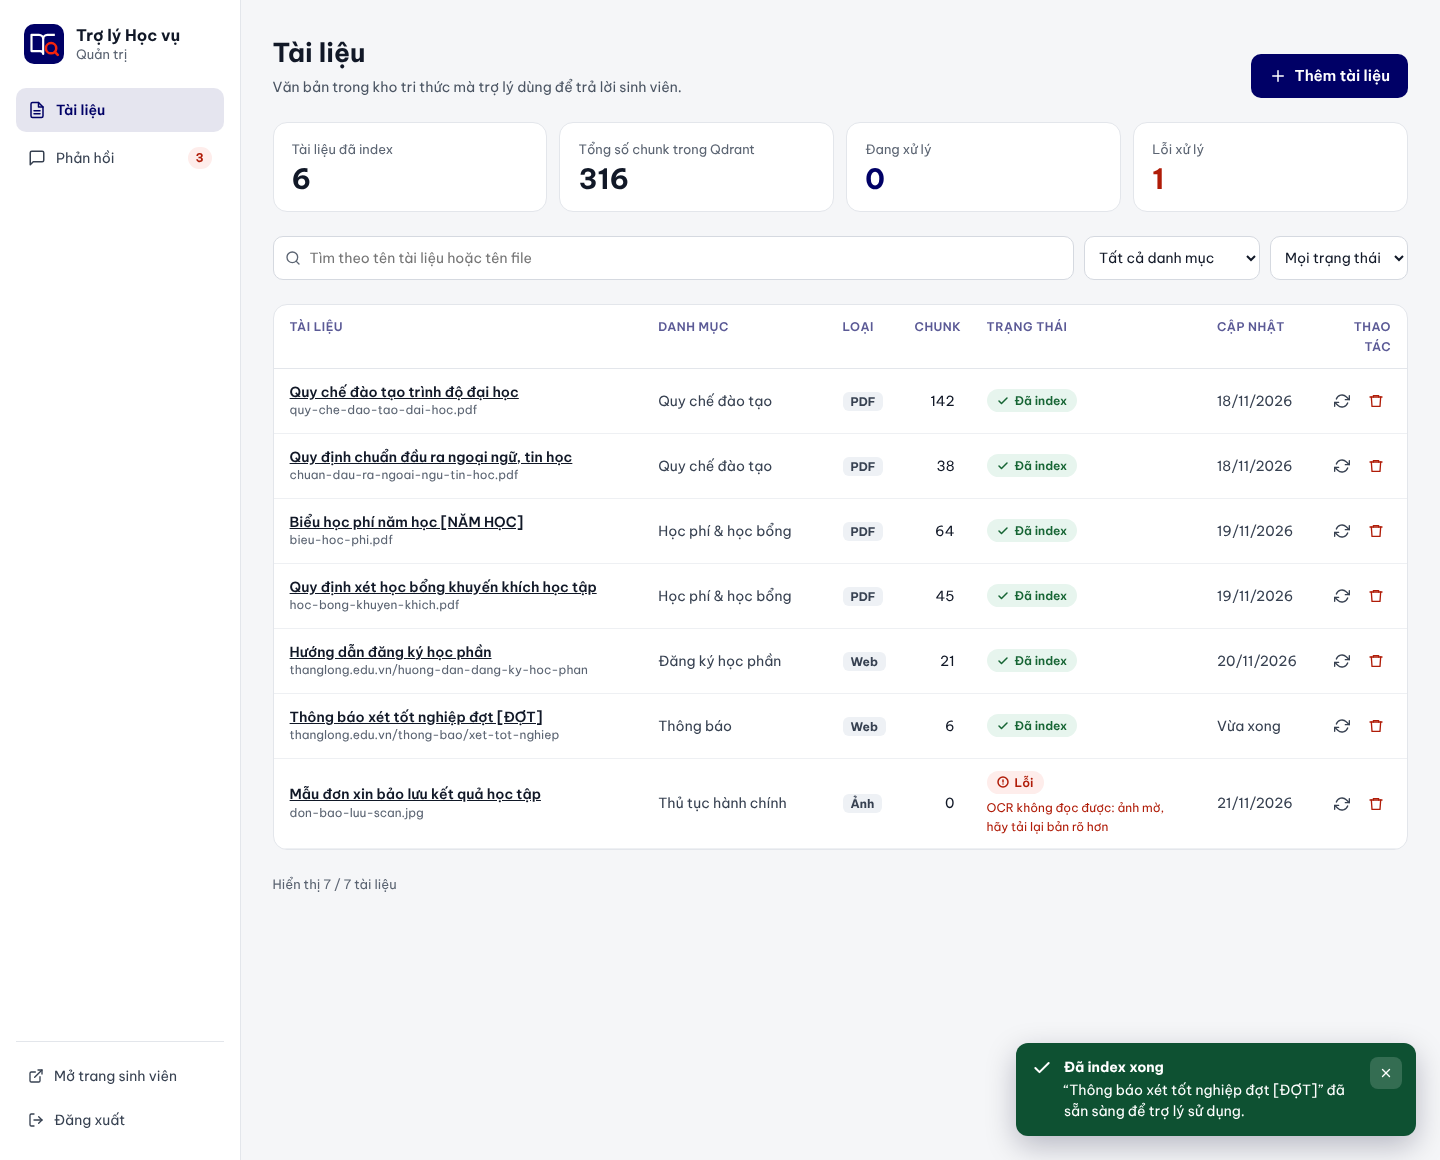 Trợ lý Học vụ
Quản trị
Tài liệu
Phản hồi 3
Mở trang sinh viên
Đăng xuất
Tài liệu
Văn bản trong kho tri thức mà trợ lý dùng để trả lời sinh viên.
Thêm tài liệu
Tài liệu đã index
6
Tổng số chunk trong Qdrant
316
Đang xử lý
0
Lỗi xử lý
1
Tìm theo tên tài liệu hoặc tên file
Tất cả danh mục
Mọi trạng thái
TÀI LIỆU DANH MỤC LOẠI CHUNK TRẠNG THÁI CẬP NHẬT THAO
TÁC
Quy chế đào tạo trình độ đại học
quy-che-dao-tao-dai-hoc.pdf
Quy chế đào tạo PDF 142 Đã index 18/11/2026
Quy định chuẩn đầu ra ngoại ngữ, tin học
chuan-dau-ra-ngoai-ngu-tin-hoc.pdf
Quy chế đào tạo PDF 38 Đã index 18/11/2026
Biểu học phí năm học [NĂM HỌC]
bieu-hoc-phi.pdf
Học phí & học bổng PDF 64 Đã index 19/11/2026
Quy định xét học bổng khuyến khích học tập
hoc-bong-khuyen-khich.pdf
Học phí & học bổng PDF 45 Đã index 19/11/2026
Hướng dẫn đăng ký học phần
thanglong.edu.vn/huong-dan-dang-ky-hoc-phan
Đăng ký học phần Web 21 Đã index 20/11/2026
Thông báo xét tốt nghiệp đợt [ĐỢT]
thanglong.edu.vn/thong-bao/xet-tot-nghiep
Thông báo Web 6 Đã index Vừa xong
Mẫu đơn xin bảo lưu kết quả học tập
don-bao-luu-scan.jpg
Thủ tục hành chính Ảnh 0 Lỗi
OCR không đọc được: ảnh mờ,
hãy tải lại bản rõ hơn
21/11/2026
Hiển thị 7 / 7 tài liệu
Đã index xong
“Thông báo xét tốt nghiệp đợt [ĐỢT]” đã
sẵn sàng để trợ lý sử dụng.